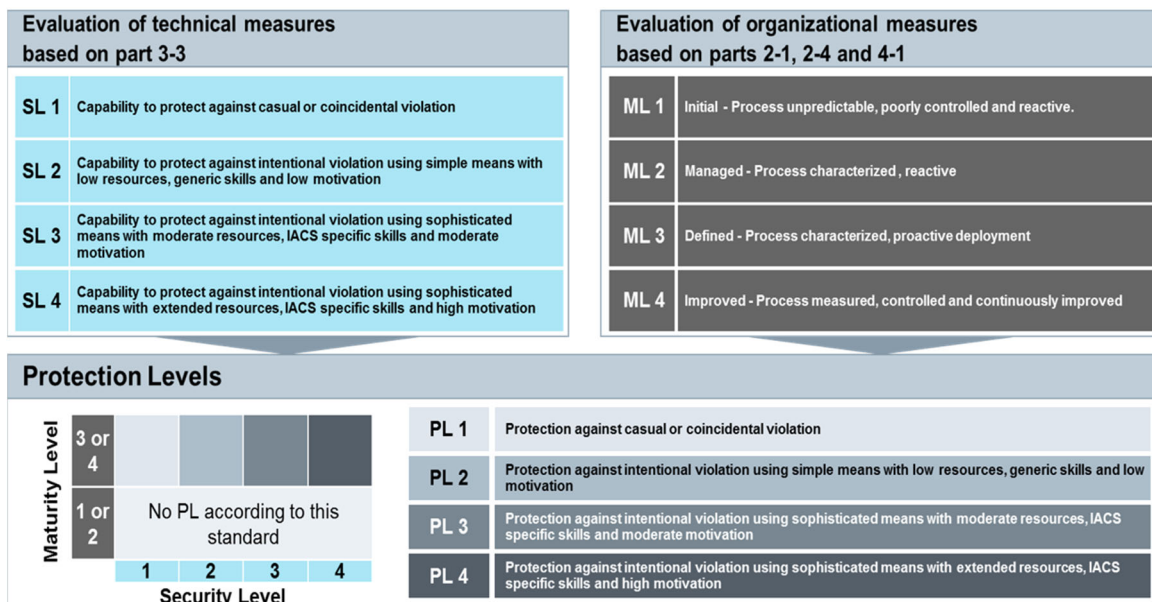 Evaluation of technical measures
based on part 3-3
SL 1
Capability to protect against casual or coincidental violation
SL 2
Capability to protect against intentional violation using simple means with
low resources, generic skills and low motivation
SL 3
Capability to protect against intentional violation using sophisticated
means with moderate resources, IACS specific skills and moderate
motivation
SL 4
Capability to protect against intentional violation using sophisticated
means with extended resources, IACS specific skills and high motivation
Evaluation of organizational measures
based on parts 2-1, 2-4 and 4-1
ML 1
Initial - Process unpredictable, poorly controlled and reactive.
ML 2
Managed - Process characterized , reactive
ML 3
Defined - Process characterized, proactive deployment
ML 4
Improved - Process measured, controlled and continuously improved
Protection Levels
Maturity Level
3 or
4
1 or
2
No PL according to this
standard
1 2 3 4
Security Level
PL 1
Protection against casual or coincidental violation
PL 2
Protection against intentional violation using simple means with low resources, generic skills and low
motivation
PL 3
Protection against intentional violation using sophisticated means with moderate resources, IACS
specific skills and moderate motivation
PL 4
Protection against intentional violation using sophisticated means with extended resources, IACS
specific skills and high motivation